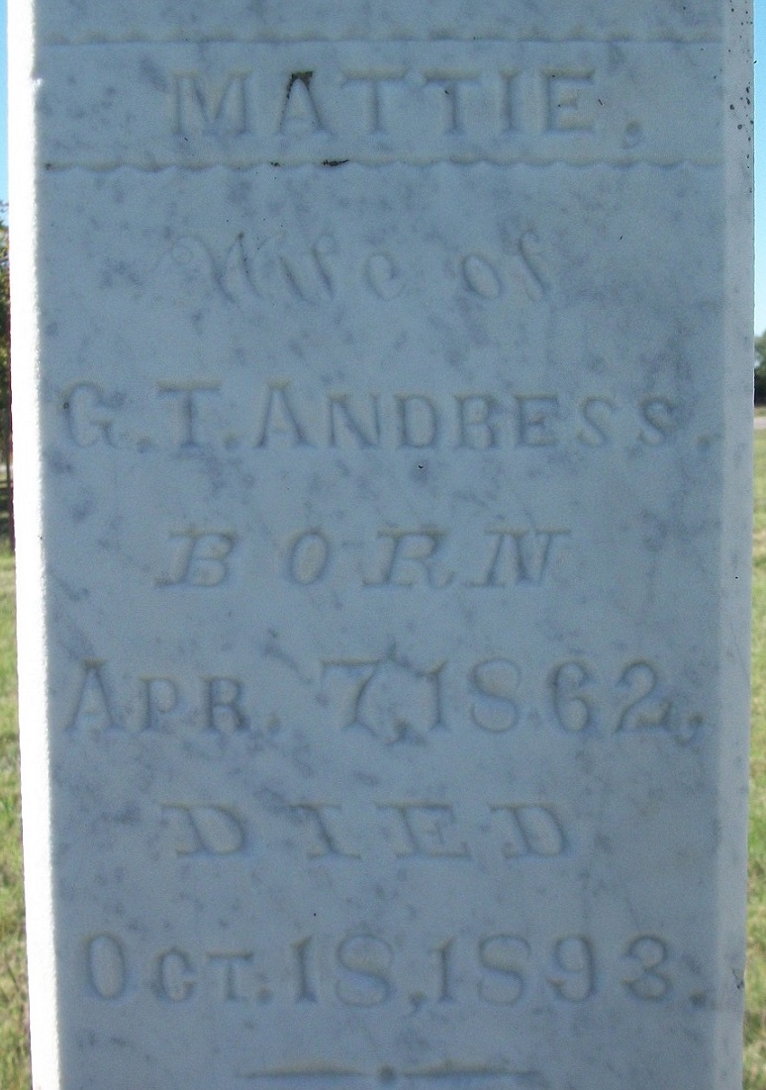 MATTIE,
Wife of
G.T. ANDRESS.
BORN
APR. 7, 1862,
DIED
OCT. 18, 1893.